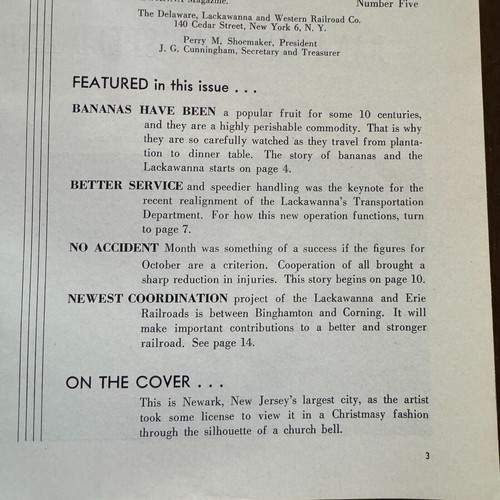 Magazine.
Number Five
The Delaware, Lackawanna and Western Railroad Co.
140 Cedar Street, New York 6, N. Y.
Perry M. Shoemaker, President
J. G. Cunningham, Secretary and Treasurer
FEATURED in this issue . . .
BANANAS HAVE BEEN a popular fruit for some 10 centuries,
and they are a highly perishable commodity. That is why
they are so carefully watched as they travel from planta-
tion to dinner table. The story of bananas and the
Lackawanna starts on page 4.
BETTER SERVICE and speedier handling was the keynote for the
recent realignment of the Lackawanna's Transportation
Department. For how this new operation functions, turn
to page 7.
NO ACCIDENT Month was something of a success if the figures for
October are a criterion. Cooperation of all brought a
sharp reduction in injuries. This story begins on page 10.
NEWEST COORDINATION project of the Lackawanna and Erie
Railroads is between Binghamton and Corning. It will
make important contributions to a better and stronger
railroad. See page 14.
ON THE COVER . . .
This is Newark, New Jersey's largest city, as the artist
took some license to view it in a Christmasy fashion
through the silhouette of a church bell.
3